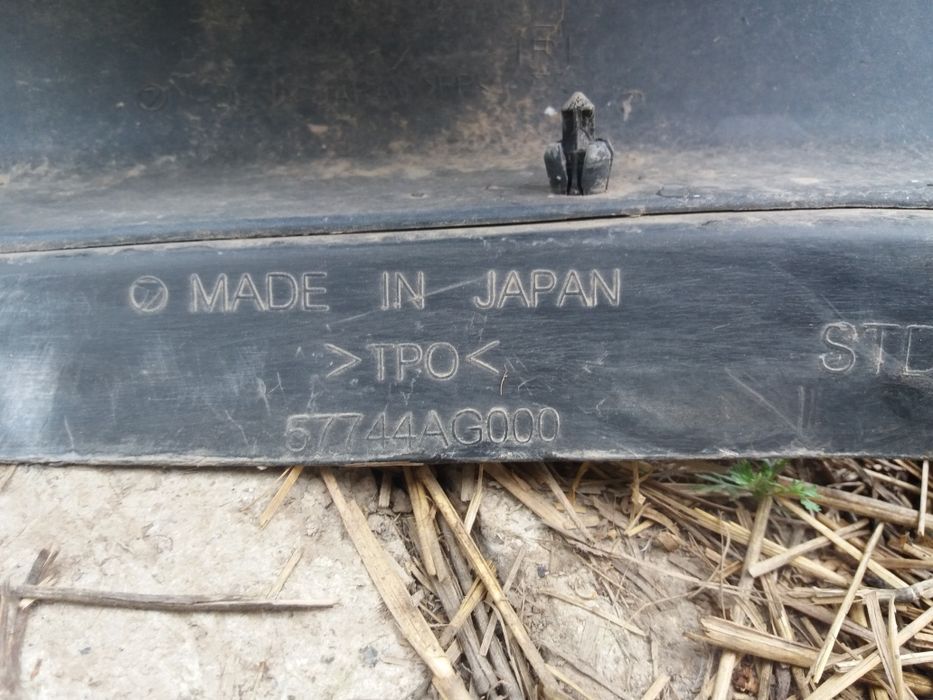 MADE IN JAPAN
>TPO<
STD
57744AG000